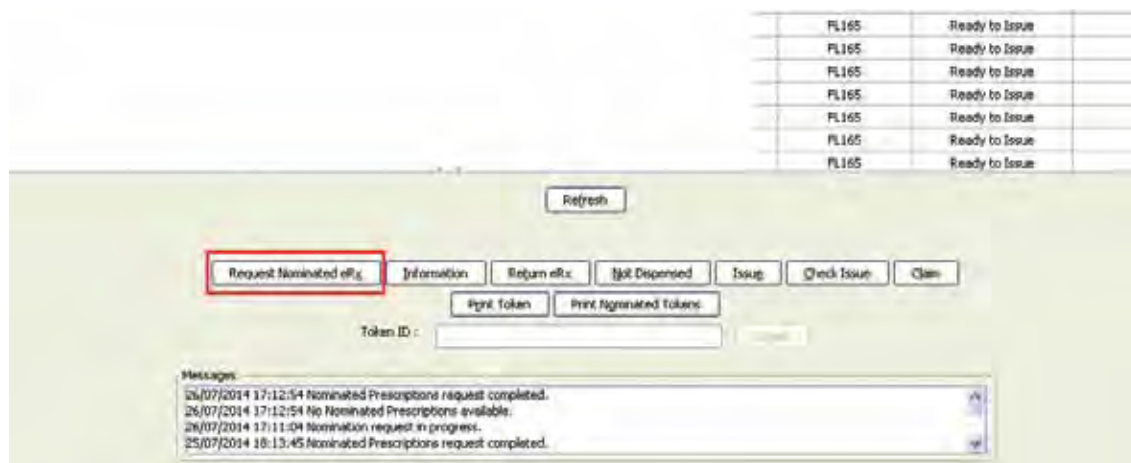 FL165 Ready to Issue
FL165 Ready to Issue
FL165 Ready to Issue
FL165 Ready to Issue
FL165 Ready to Issue
FL165 Ready to Issue
FL165 Ready to Issue
Refresh
Request Nominated eRx Information Return eRx Not Dispensed Issue Check Issue Claim
Print Token Print Nominated Tokens
Token ID :
Messages
26/07/2014 17:12:54 Nominated Prescriptions request completed.
26/07/2014 17:12:54 No Nominated Prescriptions available.
26/07/2014 17:11:04 Nomination request in progress.
25/07/2014 18:13:45 Nominated Prescriptions request completed.